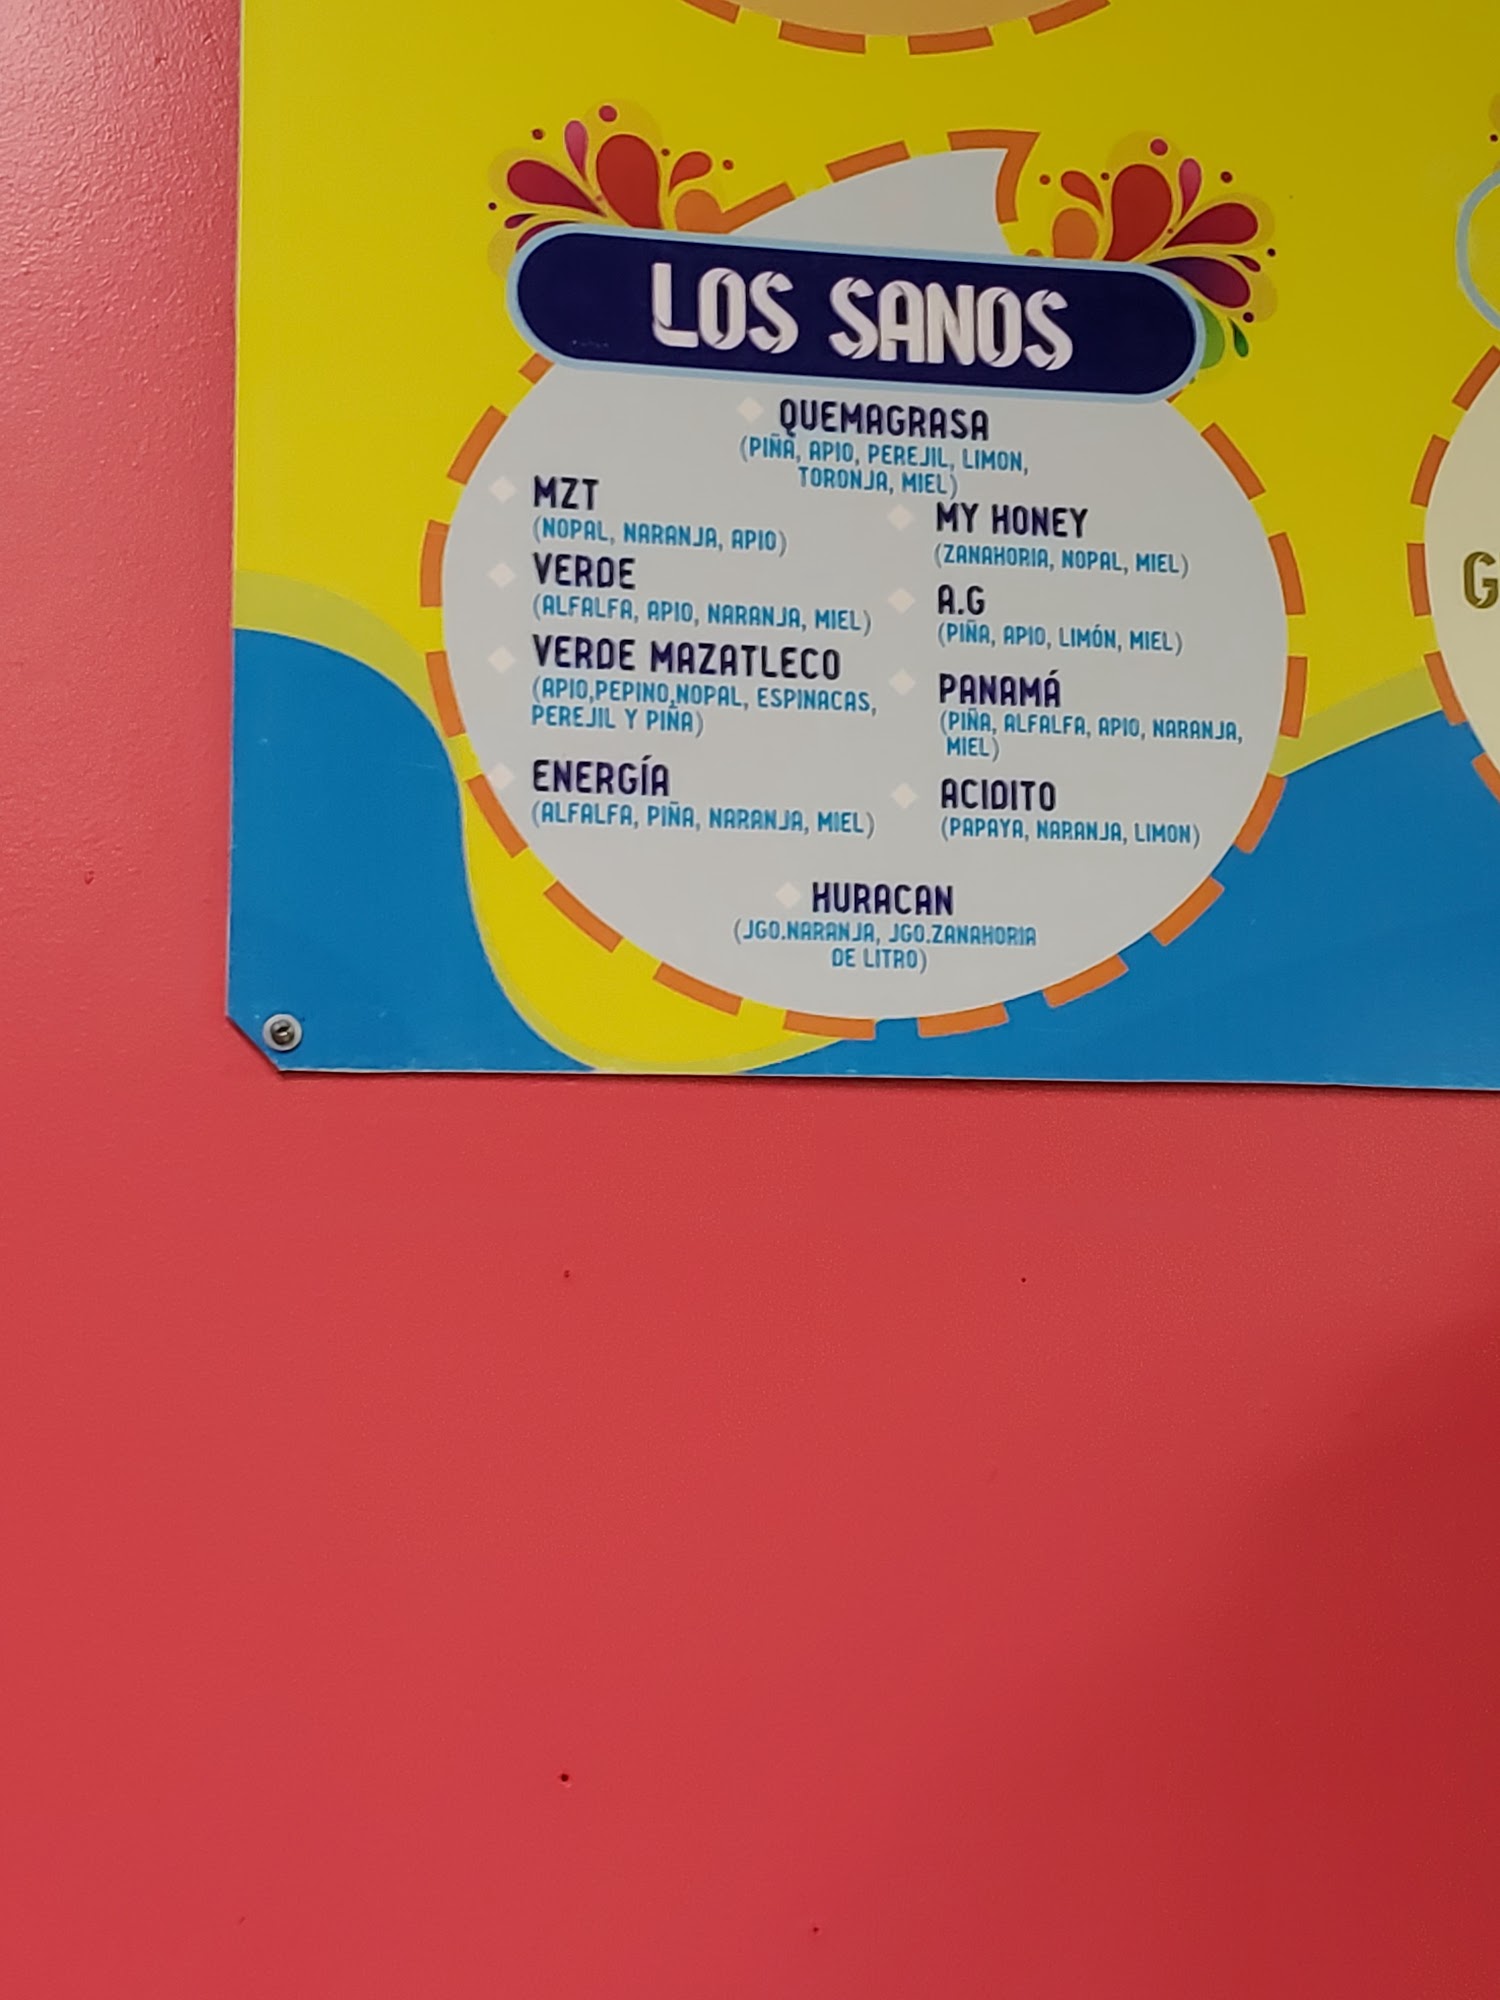 LOS SANOS
QUEMAGRASA
(PIÑA, APIO, PEREJIL, LIMON,
TORONJA, MIEL)
MZT
(NOPAL, NARANJA, APIO)
VERDE
(ALFALFA, APIO, NARANJA, MIEL)
VERDE MAZATLECO
(APIO,PEPINO,NOPAL, ESPINACAS,
PEREJIL Y PIÑA)
ENERGÍA
(ALFALFA, PIÑA, NARANJA, MIEL)
MY HONEY
(ZANAHORIA, NOPAL, MIEL)
A.G
(PIÑA, APIO, LIMÓN, MIEL)
PANAMÁ
(PIÑA, ALFALFA, APIO, NARANJA,
MIEL)
ACIDITO
(PAPAYA, NARANJA, LIMON)
HURACAN
(JGO.NARANJA, JGO.ZANAHORIA
DE LITRO)